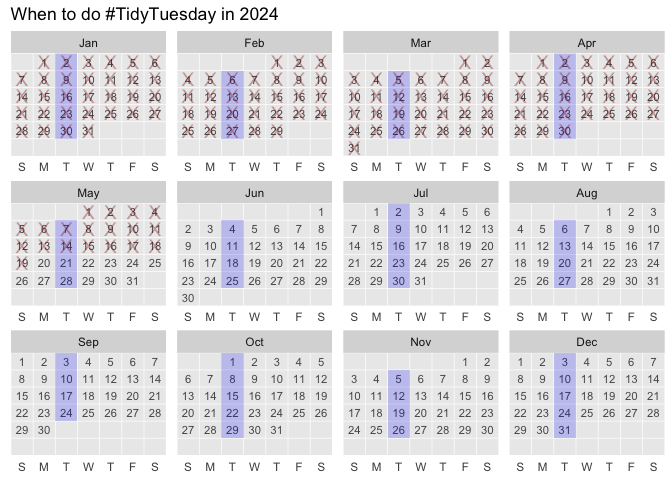 When to do #TidyTuesday in 2024
Jan Feb Mar Apr
1 2 3 4 5 6 1 2 3 1 2 1 2 3 4 5 6
7 8 9 10 11 12 13 4 5 6 7 8 9 10 3 4 5 6 7 8 9 7 8 9 10 11 12 13
14 15 16 17 18 19 20 11 12 13 14 15 16 17 10 11 12 13 14 15 16 14 15 16 17 18 19 20
21 22 23 24 25 26 27 18 19 20 21 22 23 24 17 18 19 20 21 22 23 21 22 23 24 25 26 27
28 29 30 31 25 26 27 28 29 24 25 26 27 28 29 30 28 29 30
31
S M T W T F S S M T W T F S S M T W T F S S M T W T F S
May Jun Jul Aug
1 2 3 4 1 1 2 3 4 5 6 1 2 3
5 6 7 8 9 10 11 2 3 4 5 6 7 8 7 8 9 10 11 12 13 4 5 6 7 8 9 10
12 13 14 15 16 17 18 9 10 11 12 13 14 15 14 15 16 17 18 19 20 11 12 13 14 15 16 17
19 20 21 22 23 24 25 16 17 18 19 20 21 22 21 22 23 24 25 26 27 18 19 20 21 22 23 24
26 27 28 29 30 31 23 24 25 26 27 28 29 28 29 30 31 25 26 27 28 29 30 31
30
S M T W T F S S M T W T F S S M T W T F S S M T W T F S
Sep Oct Nov Dec
1 2 3 4 5 6 7 1 2 3 4 5 1 2 1 2 3 4 5 6 7
8 9 10 11 12 13 14 6 7 8 9 10 11 12 3 4 5 6 7 8 9 8 9 10 11 12 13 14
15 16 17 18 19 20 21 13 14 15 16 17 18 19 10 11 12 13 14 15 16 15 16 17 18 19 20 21
22 23 24 25 26 27 28 20 21 22 23 24 25 26 17 18 19 20 21 22 23 22 23 24 25 26 27 28
29 30 27 28 29 30 31 24 25 26 27 28 29 30 29 30 31
S M T W T F S S M T W T F S S M T W T F S S M T W T F S